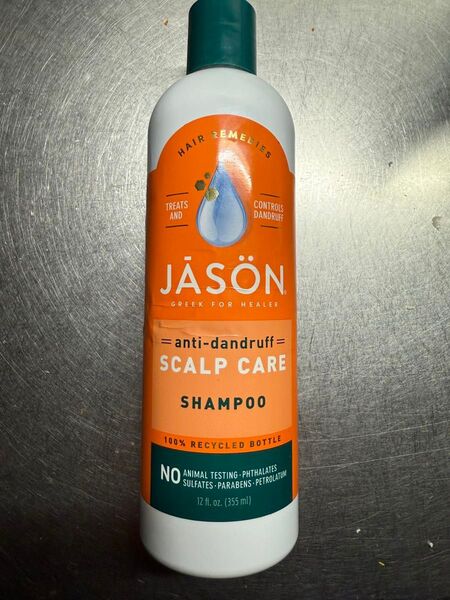 HAIR REMEDIES
TREATS
AND
CONTROLS
DANDRUFF
JĀSÖN
GREEK FOR HEALER
anti-dandruff
SCALP CARE
SHAMPOO
100% RECYCLED BOTTLE
NO ANIMAL TESTING · PHTHALATES
SULFATES · PARABENS · PETROLATUM
12 fl. oz. (355 ml)